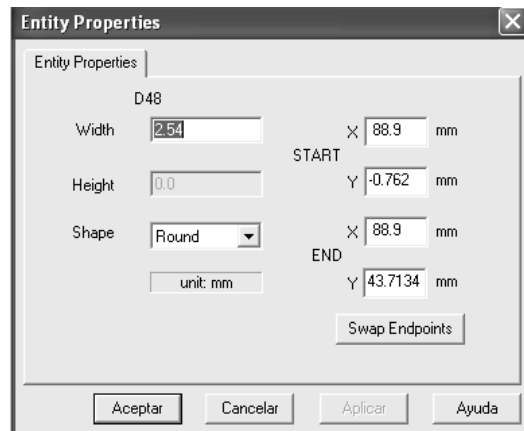 Entity Properties
Entity Properties
D48
Width 2.54 X 88.9 mm
START
Height 0.0 Y -0.762 mm
Shape Round X 88.9 mm
END
unit: mm Y 43.7134 mm
Swap Endpoints
Aceptar Cancelar Aplicar Ayuda